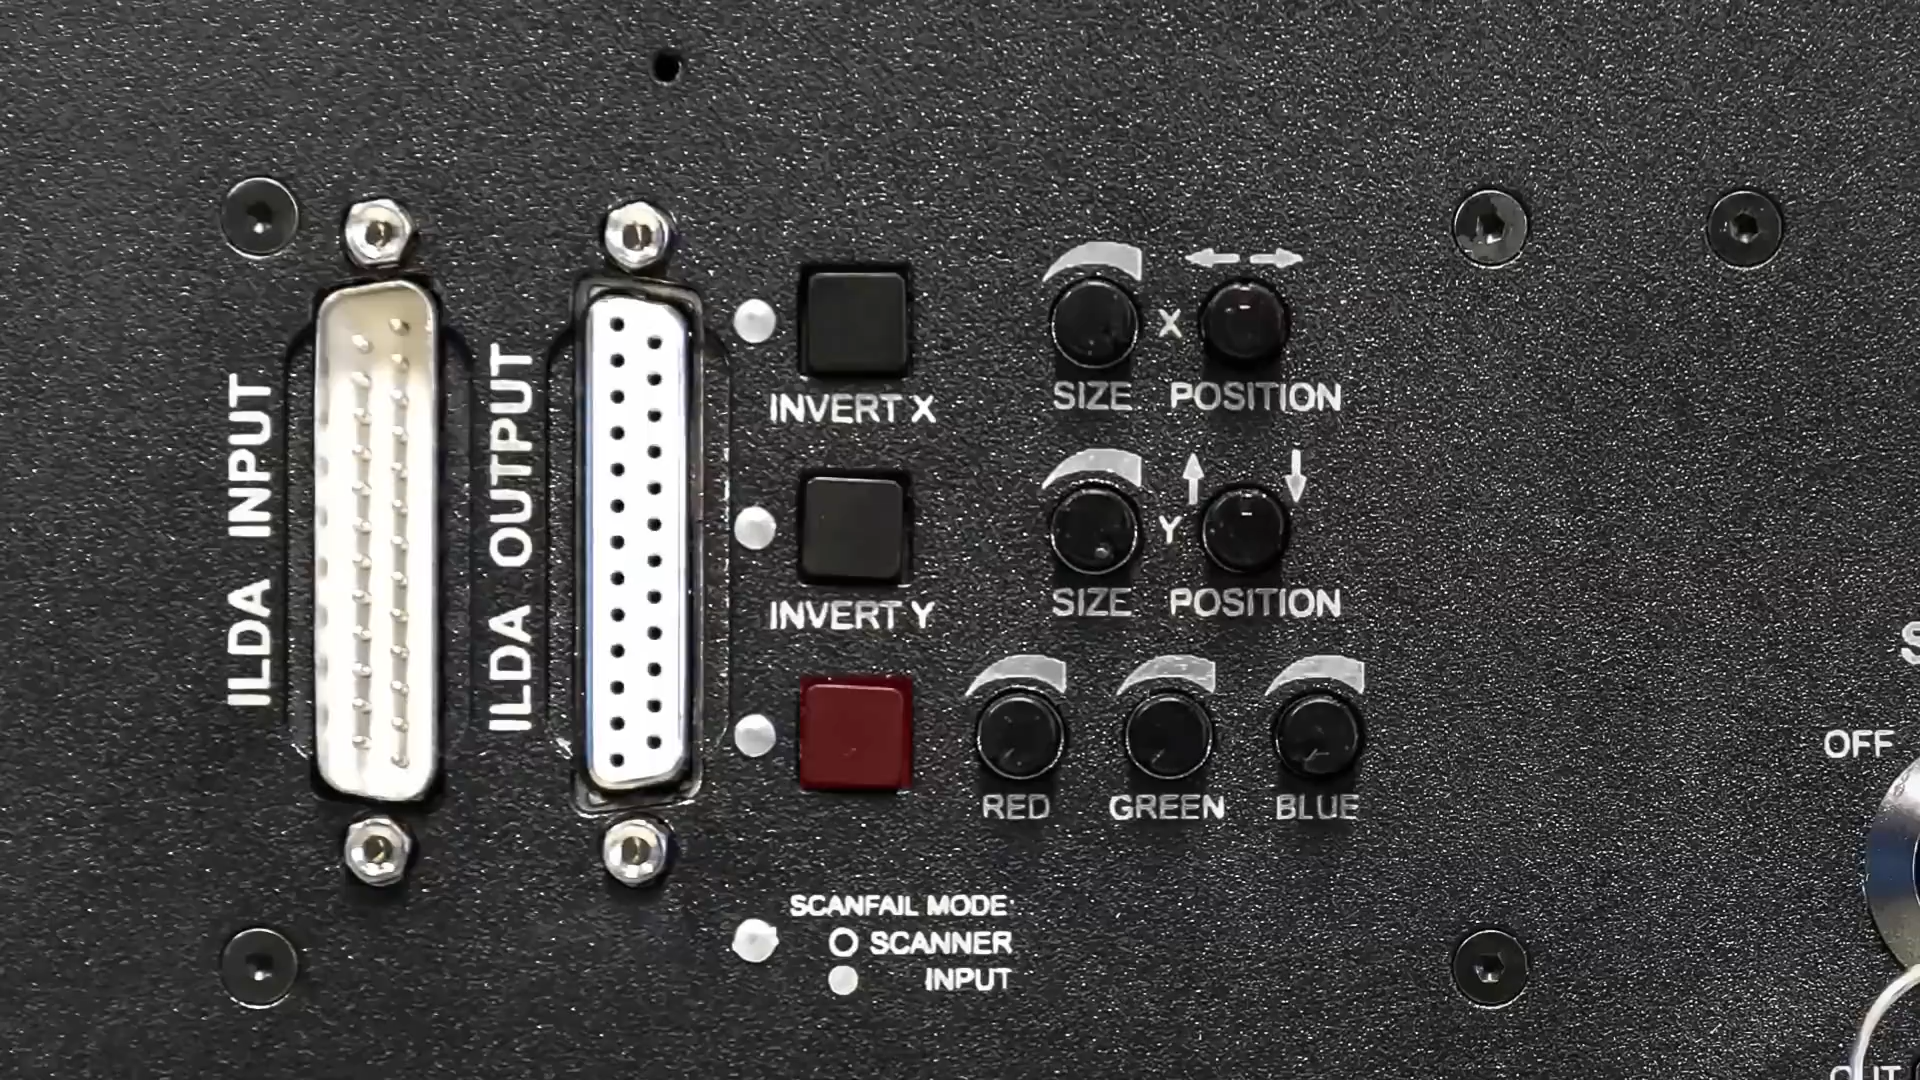 ILDA INPUT
ILDA OUTPUT
INVERT X
SIZE X POSITION
INVERT Y
SIZE Y POSITION
RED GREEN BLUE
SCANFAIL MODE:
SCANNER
INPUT
OFF